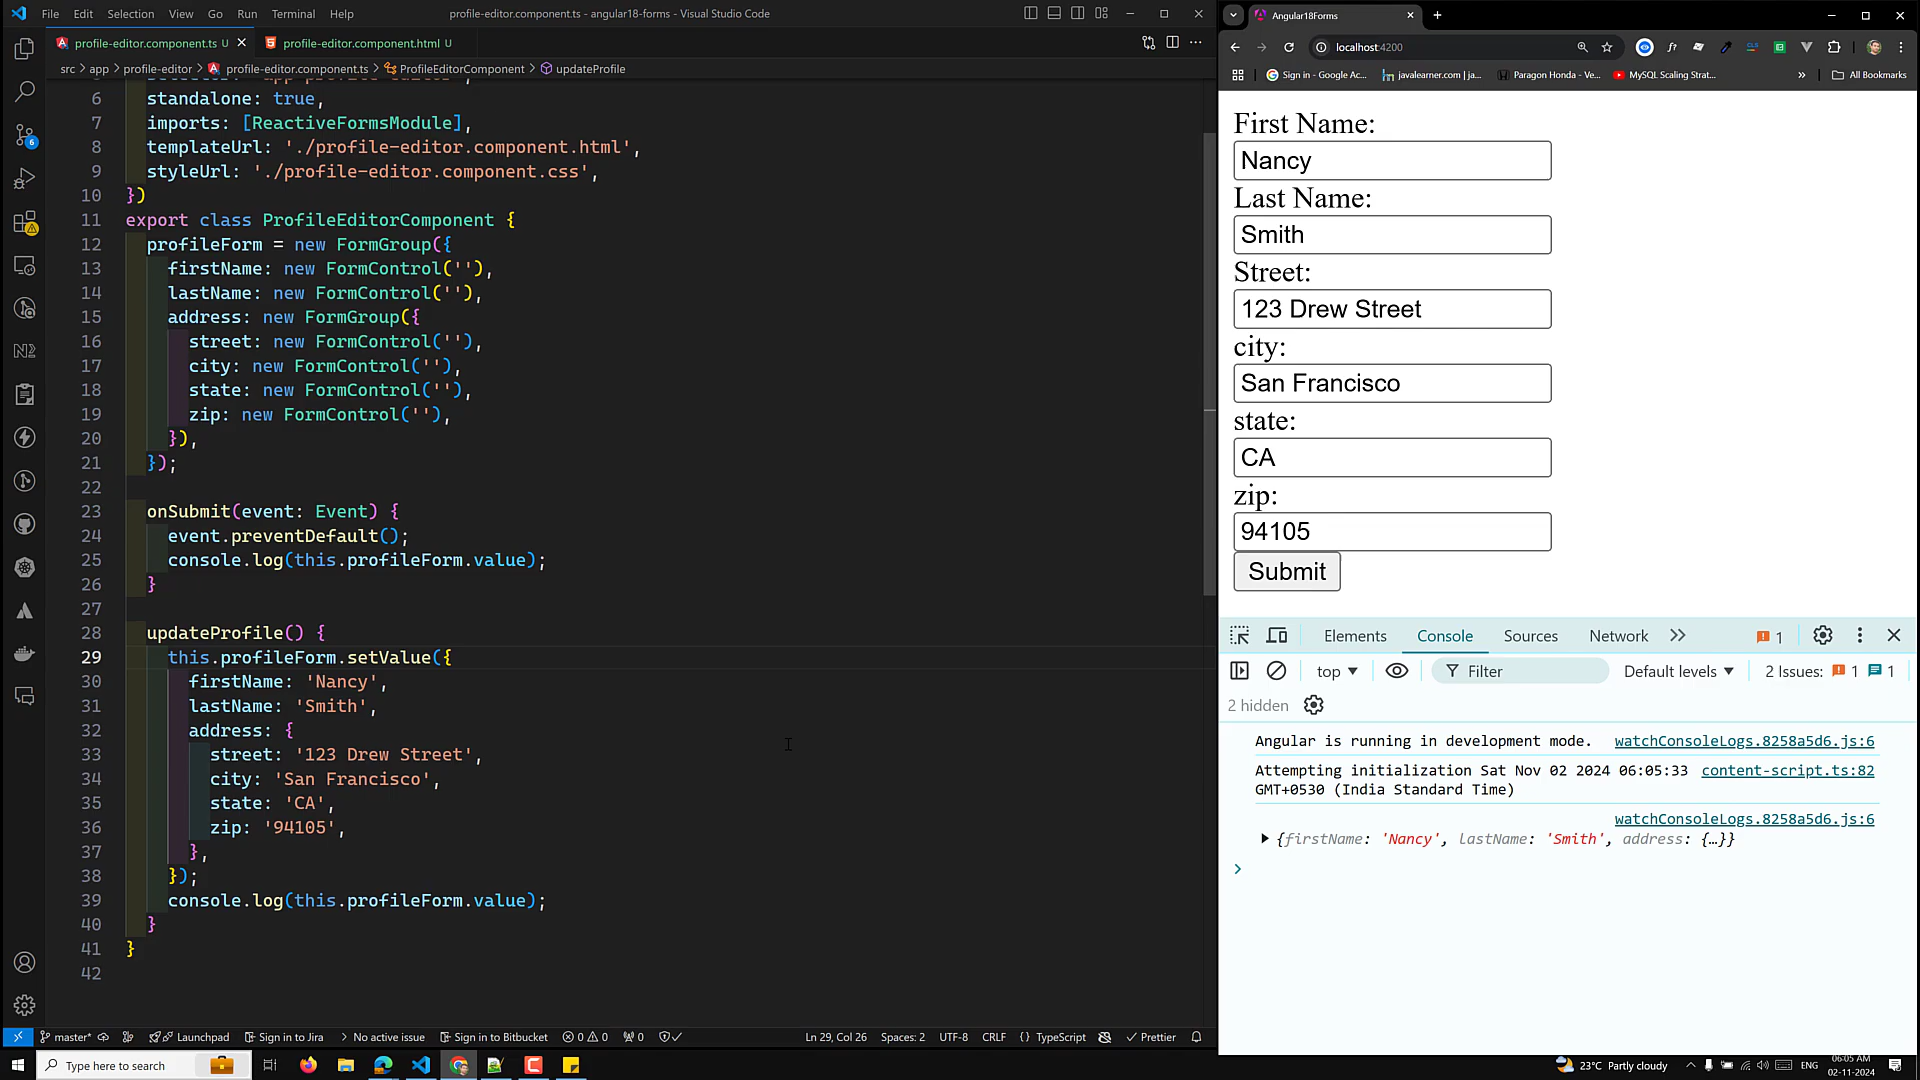 File Edit Selection View Go Run Terminal Help
profile-editor.component.ts - angular18-forms - Visual Studio Code
profile-editor.component.ts U
profile-editor.component.html U
src > app > profile-editor > profile-editor.component.ts > ProfileEditorComponent > updateProfile
6 standalone: true,
7 imports: [ReactiveFormsModule],
8 templateUrl: './profile-editor.component.html',
9 styleUrl: './profile-editor.component.css',
10 })
11 export class ProfileEditorComponent {
12 profileForm = new FormGroup({
13 firstName: new FormControl(''),
14 lastName: new FormControl(''),
15 address: new FormGroup({
16 street: new FormControl(''),
17 city: new FormControl(''),
18 state: new FormControl(''),
19 zip: new FormControl(''),
20 }),
21 });
22
23 onSubmit(event: Event) {
24 event.preventDefault();
25 console.log(this.profileForm.value);
26 }
27
28 updateProfile() {
29 this.profileForm.setValue({
30 firstName: 'Nancy',
31 lastName: 'Smith',
32 address: {
33 street: '123 Drew Street',
34 city: 'San Francisco',
35 state: 'CA',
36 zip: '94105',
37 },
38 });
39 console.log(this.profileForm.value);
40 }
41 }
42
master* Launchpad Sign in to Jira No active issue Sign in to Bitbucket 0 0 0 Ln 29, Col 26 Spaces: 2 UTF-8 CRLF {} TypeScript Prettier
Angular18Forms
localhost:4200
Sign in - Google Ac... javalearner.com | ja... Paragon Honda - Ve... MySQL Scaling Strat... » All Bookmarks
First Name:
Nancy
Last Name:
Smith
Street:
123 Drew Street
city:
San Francisco
state:
CA
zip:
94105
Submit
Elements Console Sources Network 1
top Filter Default levels 2 Issues: 1 1
2 hidden
Angular is running in development mode. watchConsoleLogs.8258a5d6.js:6
Attempting initialization Sat Nov 02 2024 06:05:33 content-script.ts:82
GMT+0530 (India Standard Time)
watchConsoleLogs.8258a5d6.js:6
{firstName: 'Nancy', lastName: 'Smith', address: {…}}
Type here to search
23°C Partly cloudy ENG
06:05 AM
02-11-2024